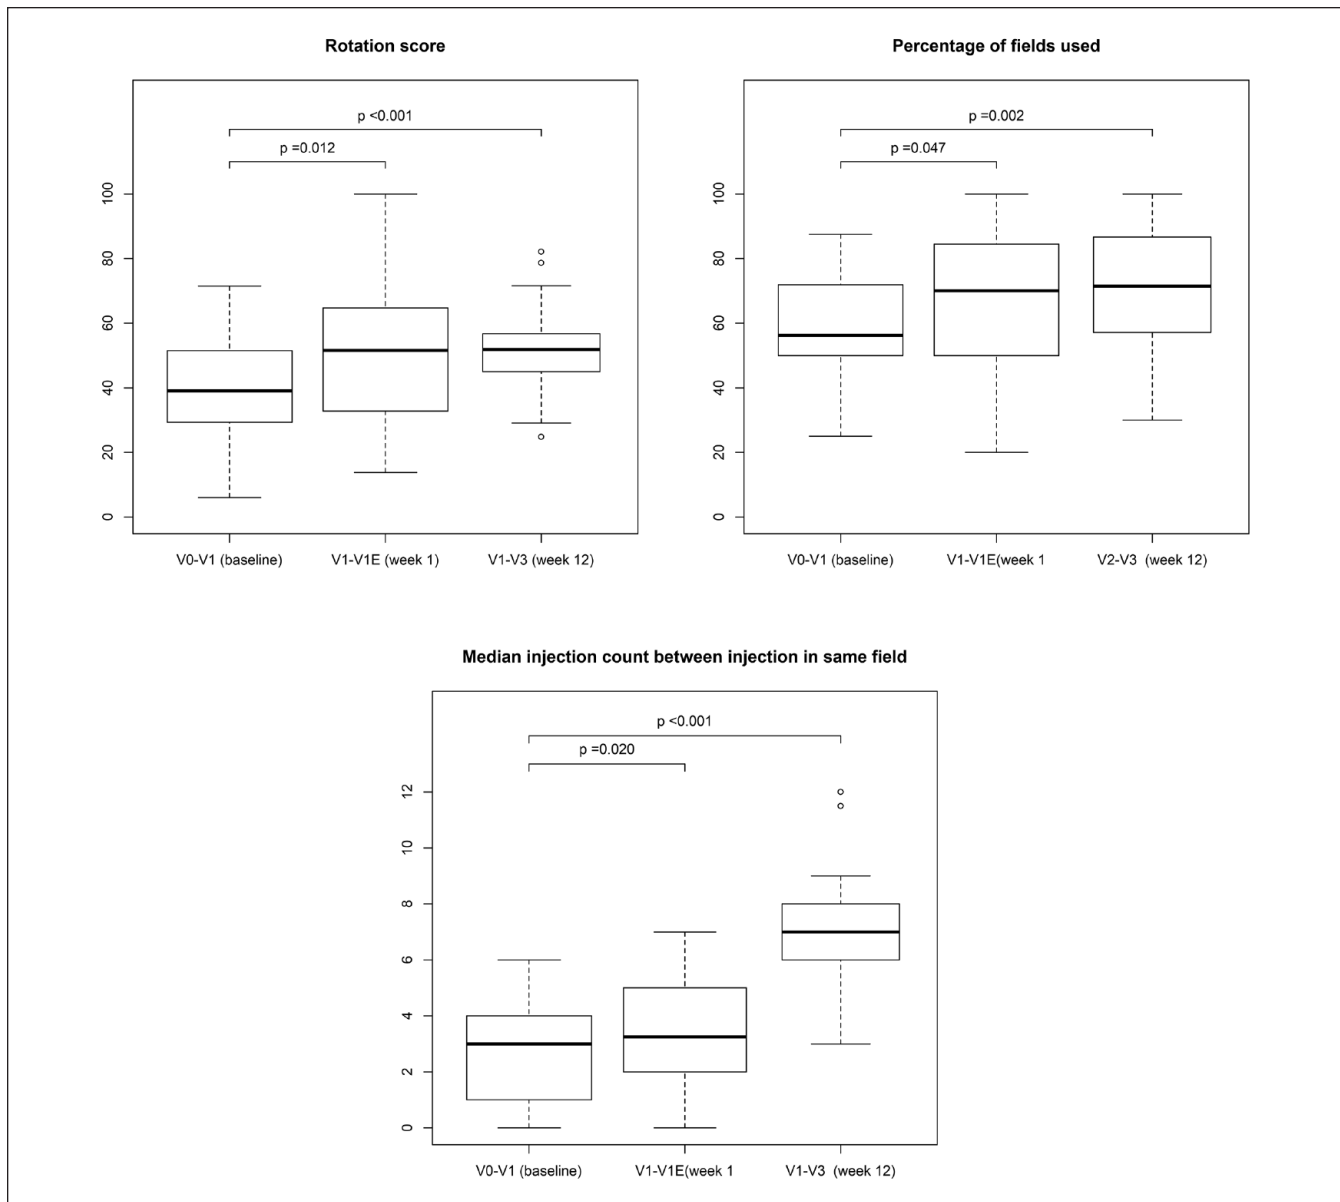 Rotation score
p <0.001
p =0.012
100
80
60
40
20
0
V0-V1 (baseline) V1-V1E (week 1) V1-V3 (week 12)
Percentage of fields used
p =0.002
p =0.047
100
80
60
40
20
0
V0-V1 (baseline) V1-V1E(week 1 V2-V3 (week 12)
Median injection count between injection in same field
p <0.001
p =0.020
12
10
8
6
4
2
0
V0-V1 (baseline) V1-V1E(week 1 V1-V3 (week 12)